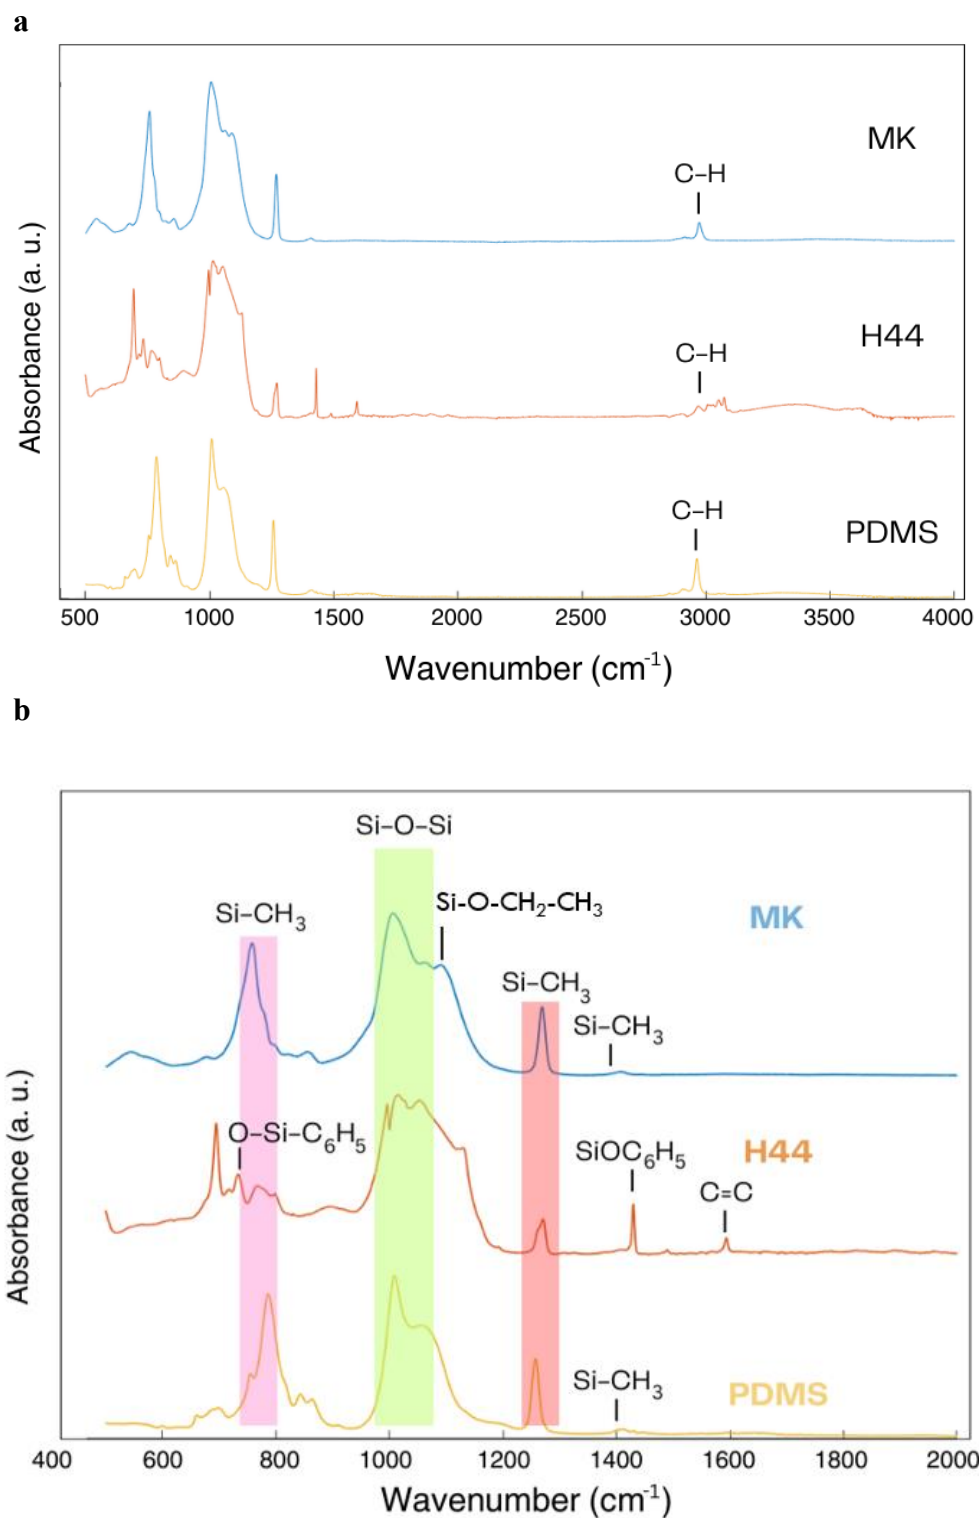 a
MK
C–H
H44
C–H
PDMS
C–H
Absorbance (a. u.)
500 1000 1500 2000 2500 3000 3500 4000
Wavenumber (cm⁻¹)
b
Si–O–Si
Si–CH₃
Si-O-CH₂-CH₃
MK
Si–CH₃
Si–CH₃
O–Si–C₆H₅
SiOC₆H₅
H44
C=C
Si–CH₃
PDMS
Absorbance (a. u.)
400 600 800 1000 1200 1400 1600 1800 2000
Wavenumber (cm⁻¹)